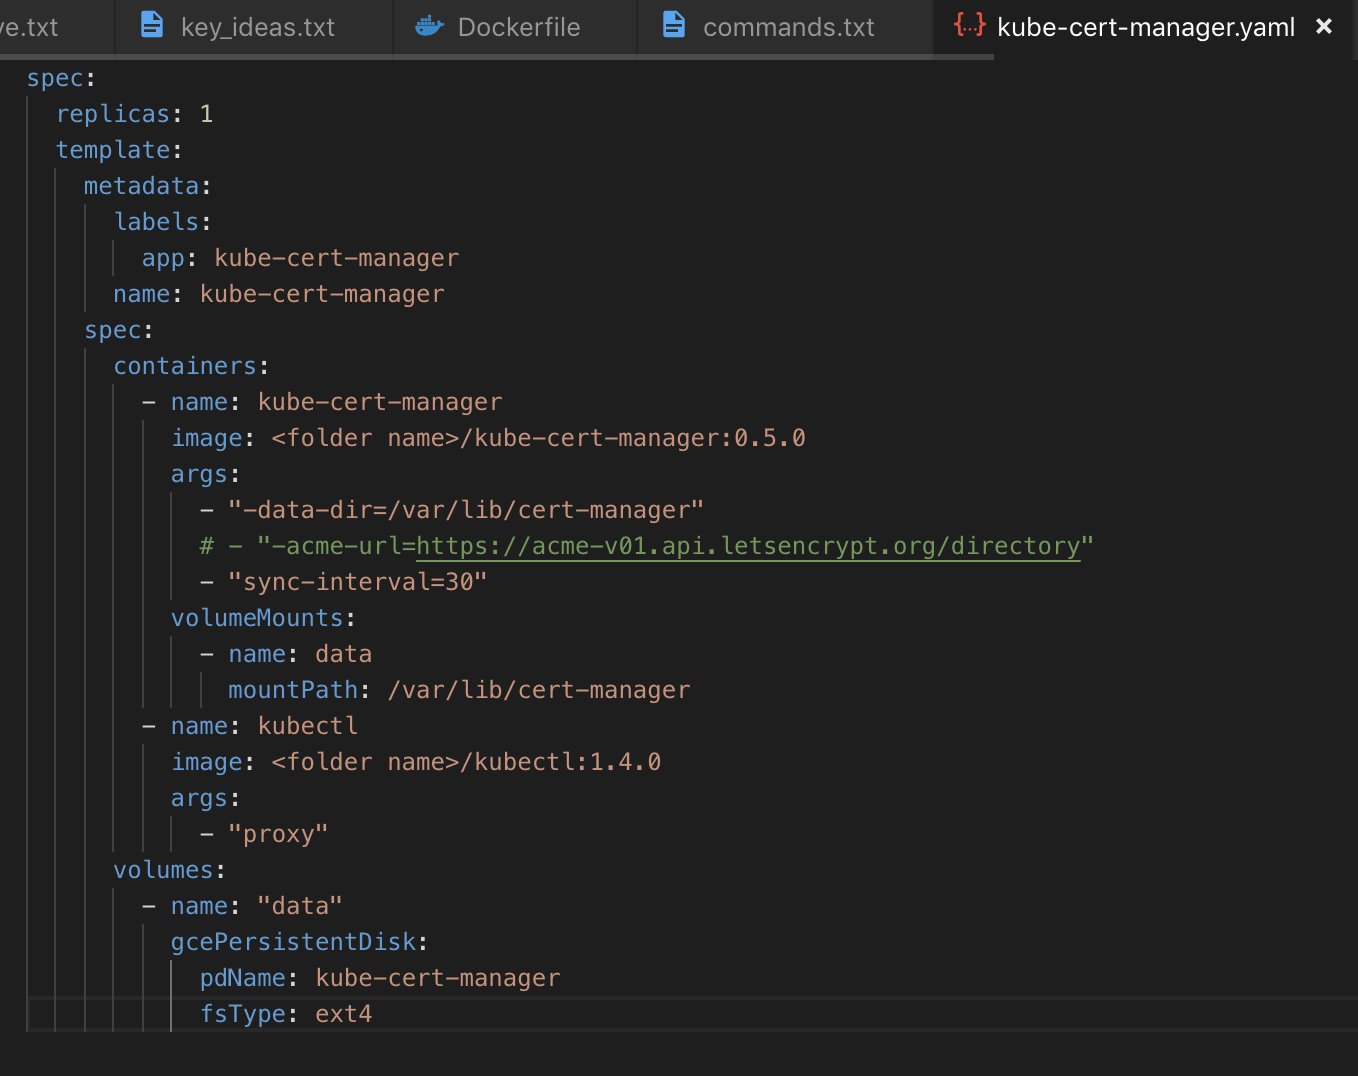 ve.txt key_ideas.txt Dockerfile commands.txt {...} kube-cert-manager.yaml ×
spec:
  replicas: 1
  template:
    metadata:
      labels:
        app: kube-cert-manager
      name: kube-cert-manager
    spec:
      containers:
        - name: kube-cert-manager
          image: <folder name>/kube-cert-manager:0.5.0
          args:
            - "-data-dir=/var/lib/cert-manager"
            # - "-acme-url=https://acme-v01.api.letsencrypt.org/directory"
            - "sync-interval=30"
          volumeMounts:
            - name: data
              mountPath: /var/lib/cert-manager
        - name: kubectl
          image: <folder name>/kubectl:1.4.0
          args:
            - "proxy"
      volumes:
        - name: "data"
          gcePersistentDisk:
            pdName: kube-cert-manager
            fsType: ext4